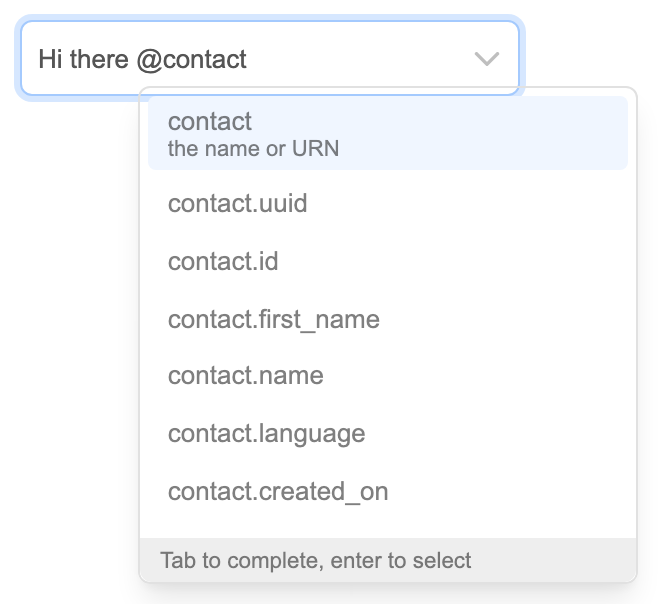 Hi there @contact
contact
the name or URN
contact.uuid
contact.id
contact.first_name
contact.name
contact.language
contact.created_on
Tab to complete, enter to select